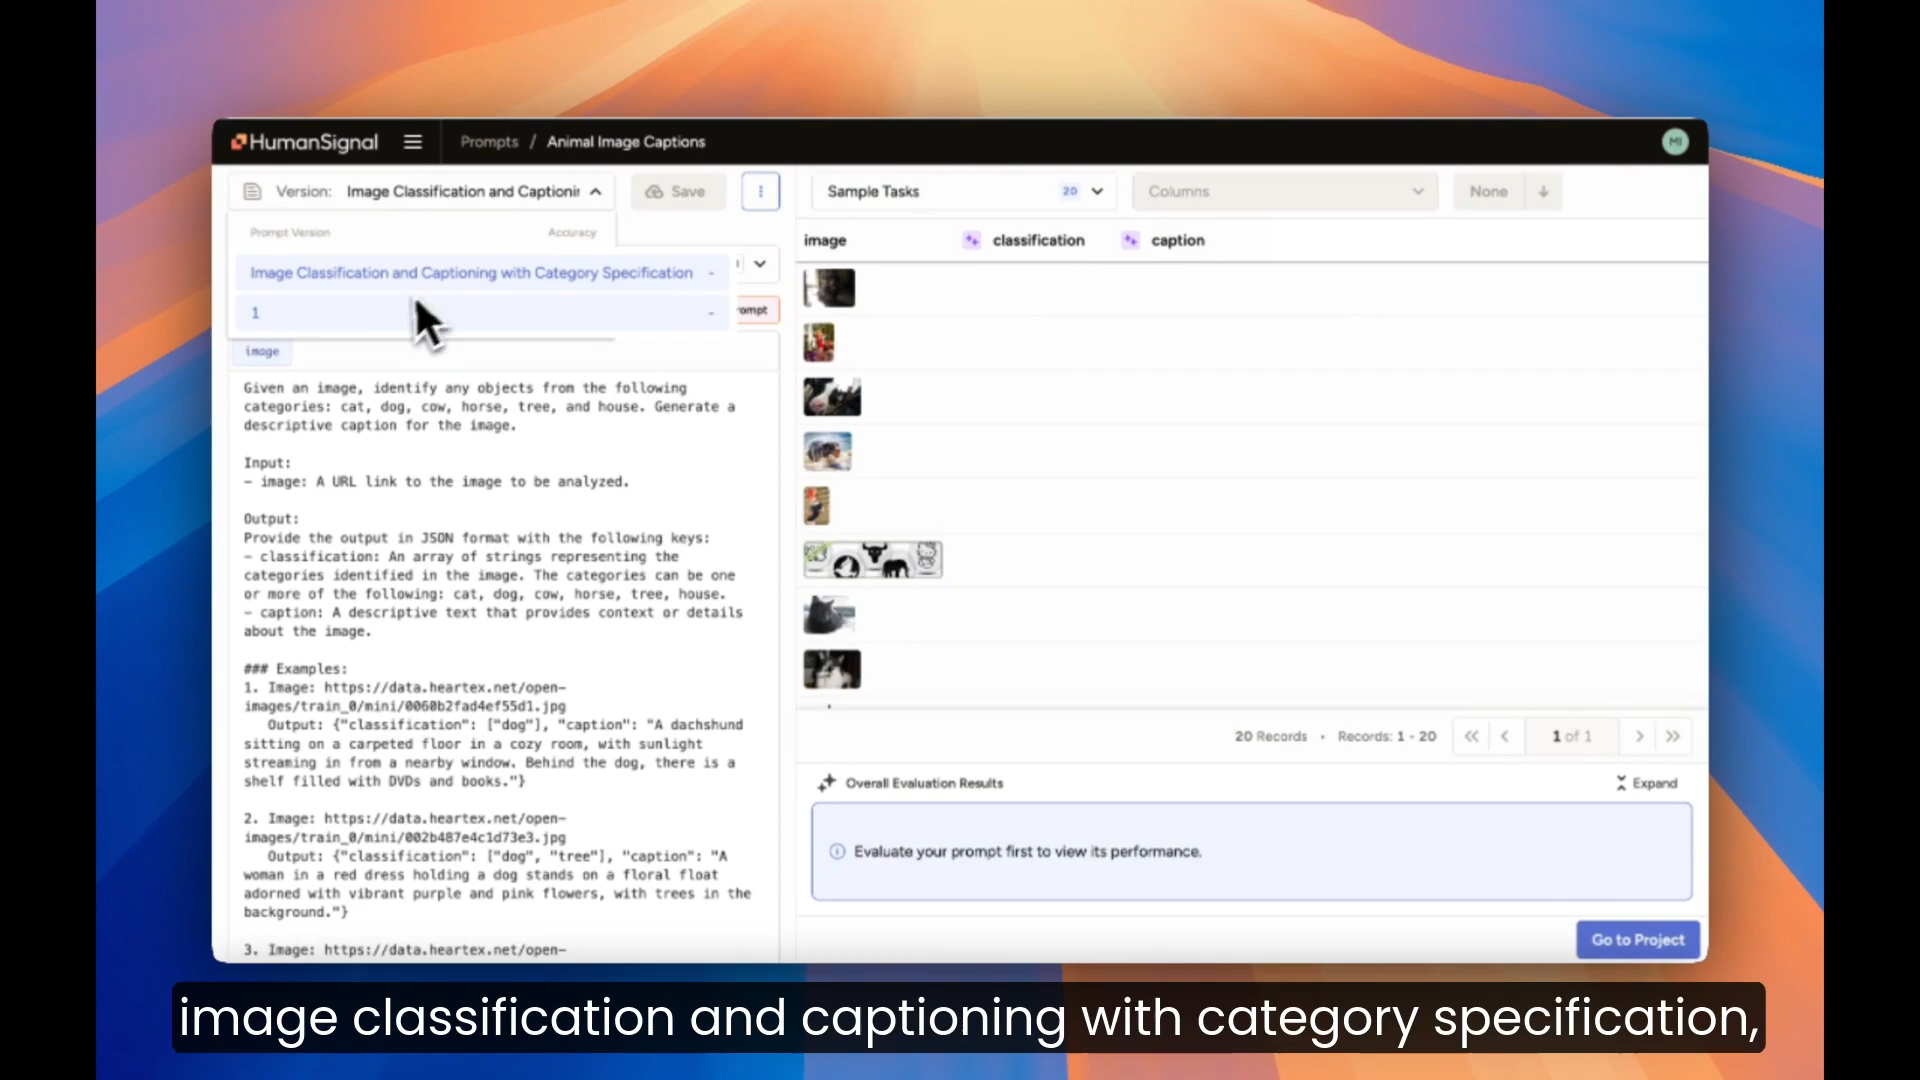 HumanSignal
Prompts / Animal Image Captions
MI
Version: Image Classification and Captionir
Save
Prompt Version
Accuracy
Image Classification and Captioning with Category Specification -
1 -
ompt
image
Given an image, identify any objects from the following
categories: cat, dog, cow, horse, tree, and house. Generate a
descriptive caption for the image.
Input:
- image: A URL link to the image to be analyzed.
Output:
Provide the output in JSON format with the following keys:
- classification: An array of strings representing the
categories identified in the image. The categories can be one
or more of the following: cat, dog, cow, horse, tree, house.
- caption: A descriptive text that provides context or details
about the image.
### Examples:
1. Image: https://data.heartex.net/open-
images/train_0/mini/0060b2fad4ef55d1.jpg
Output: {"classification": ["dog"], "caption": "A dachshund
sitting on a carpeted floor in a cozy room, with sunlight
streaming in from a nearby window. Behind the dog, there is a
shelf filled with DVDs and books."}
2. Image: https://data.heartex.net/open-
images/train_0/mini/002b487e4c1d73e3.jpg
Output: {"classification": ["dog", "tree"], "caption": "A
woman in a red dress holding a dog stands on a floral float
adorned with vibrant purple and pink flowers, with trees in the
background."}
3. Image: https://data.heartex.net/open-
Sample Tasks 20
Columns
None
image
classification
caption
20 Records • Records: 1 - 20
1 of 1
Overall Evaluation Results
Expand
Evaluate your prompt first to view its performance.
Go to Project
image classification and captioning with category specification,